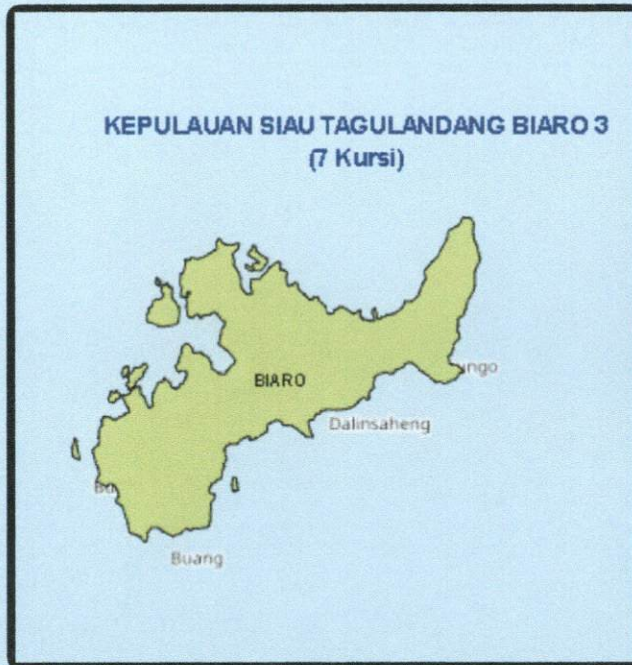 KEPULAUAN SIAU TAGULANDANG BIARO 3
(7 Kursi)
BIARO
Dalinsaheng
Buang